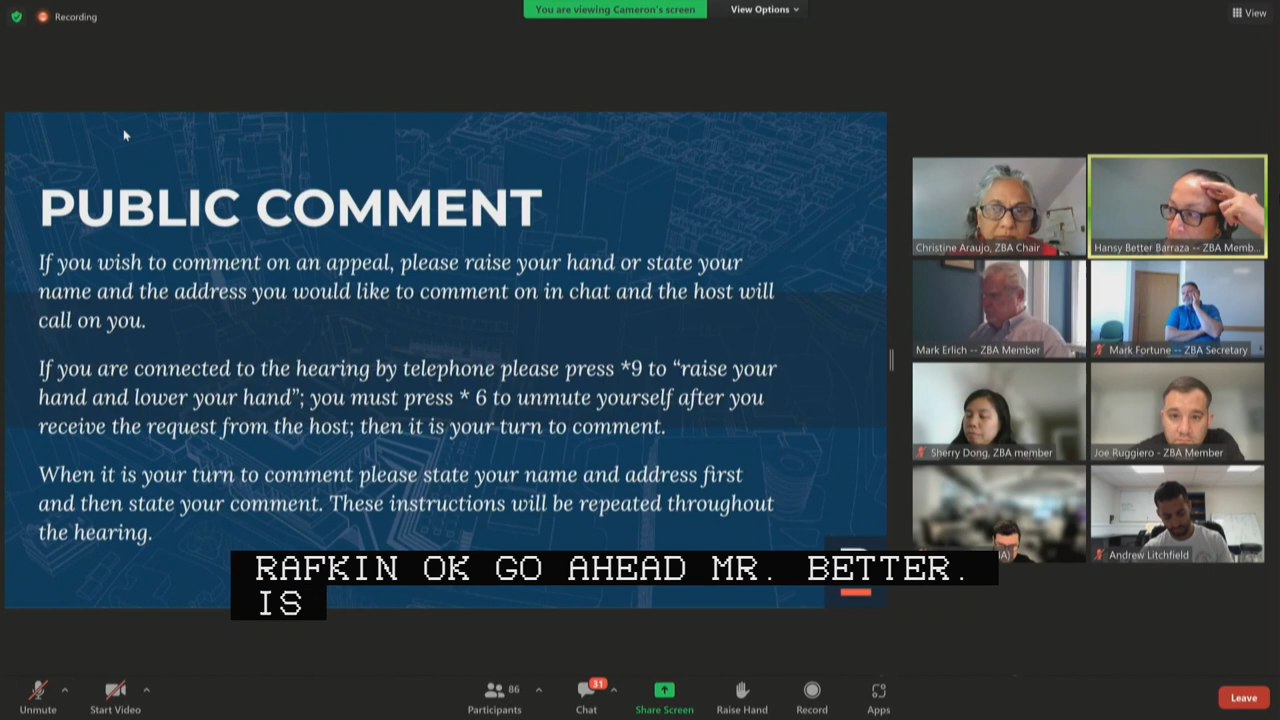 Recording
You are viewing Cameron's screen
View Options
View
PUBLIC COMMENT
If you wish to comment on an appeal, please raise your hand or state your
name and the address you would like to comment on in chat and the host will
call on you.
If you are connected to the hearing by telephone please press *9 to “raise your
hand and lower your hand”; you must press * 6 to unmute yourself after you
receive the request from the host; then it is your turn to comment.
When it is your turn to comment please state your name and address first
and then state your comment. These instructions will be repeated throughout
the hearing.
RAFKIN OK GO AHEAD MR. BETTER.
IS
Christine Araujo, ZBA Chair
Hansy Better Barraza -- ZBA Memb...
Mark Erlich -- ZBA Member
Mark Fortune -- ZBA Secretary
Sherry Dong, ZBA member
Joe Ruggiero - ZBA Member
Andrew Litchfield
Unmute
Start Video
Participants
86
Chat
31
Share Screen
Raise Hand
Record
Apps
Leave